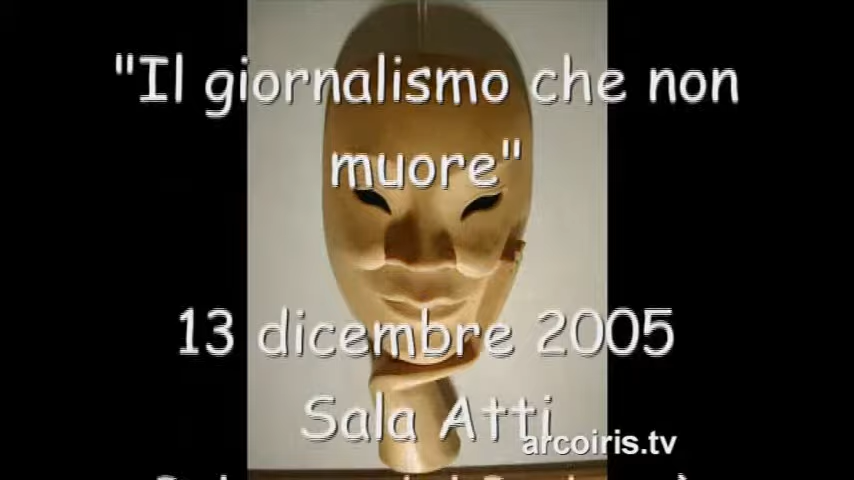 "Il giornalismo che non
muore"
13 dicembre 2005
Sala Atti
arcoiris.tv